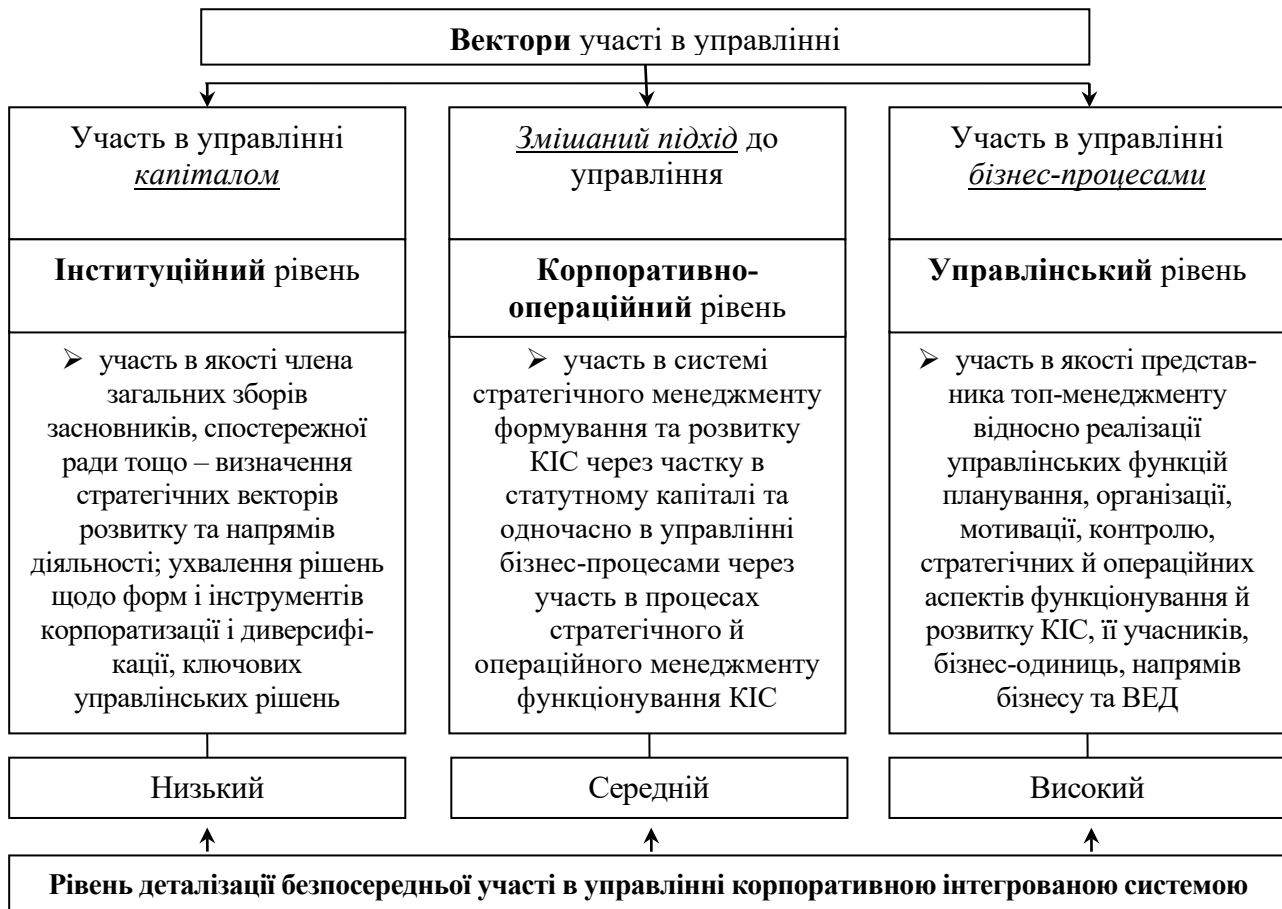 Вектори участі в управлінні
Участь в управлінні
капіталом
Інституційний рівень
➢ участь в якості члена
загальних зборів
засновників, спостережної
ради тощо – визначення
стратегічних векторів
розвитку та напрямів
діяльності; ухвалення рішень
щодо форм і інструментів
корпоратизації і диверсифі-
кації, ключових
управлінських рішень
Низький
Змішаний підхід до
управління
Корпоративно-
операційний рівень
➢ участь в системі
стратегічного менеджменту
формування та розвитку
КІС через частку в
статутному капіталі та
одночасно в управлінні
бізнес-процесами через
участь в процесах
стратегічного й
операційного менеджменту
функціонування КІС
Середній
Участь в управлінні
бізнес-процесами
Управлінський рівень
➢ участь в якості представ-
ника топ-менеджменту
відносно реалізації
управлінських функцій
планування, організації,
мотивації, контролю,
стратегічних й операційних
аспектів функціонування й
розвитку КІС, її учасників,
бізнес-одиниць, напрямів
бізнесу та ВЕД
Високий
Рівень деталізації безпосередньої участі в управлінні корпоративною інтегрованою системою